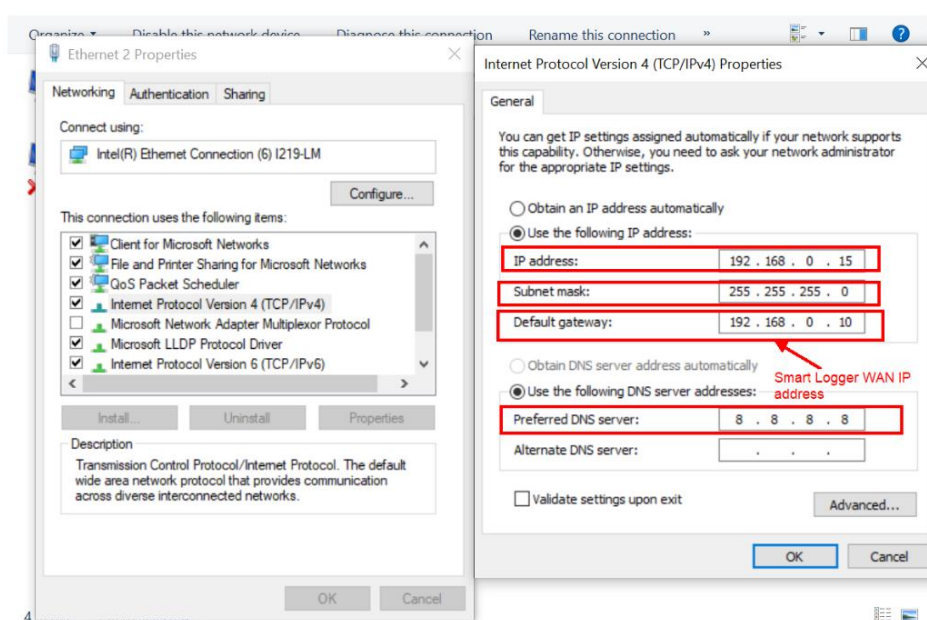 Organize Disable this network device Diagnose this connection Rename this connection »
Ethernet 2 Properties
Networking Authentication Sharing
Connect using:
Intel(R) Ethernet Connection (6) I219-LM
Configure...
This connection uses the following items:
Client for Microsoft Networks
File and Printer Sharing for Microsoft Networks
QoS Packet Scheduler
Internet Protocol Version 4 (TCP/IPv4)
Microsoft Network Adapter Multiplexor Protocol
Microsoft LLDP Protocol Driver
Internet Protocol Version 6 (TCP/IPv6)
Install... Uninstall Properties
Description
Transmission Control Protocol/Internet Protocol. The default
wide area network protocol that provides communication
across diverse interconnected networks.
OK Cancel
4
Internet Protocol Version 4 (TCP/IPv4) Properties
General
You can get IP settings assigned automatically if your network supports
this capability. Otherwise, you need to ask your network administrator
for the appropriate IP settings.
Obtain an IP address automatically
Use the following IP address:
IP address: 192 . 168 . 0 . 15
Subnet mask: 255 . 255 . 255 . 0
Default gateway: 192 . 168 . 0 . 10
Obtain DNS server address automatically
Smart Logger WAN IP
address
Use the following DNS server addresses:
Preferred DNS server: 8 . 8 . 8 . 8
Alternate DNS server: . . .
Validate settings upon exit
Advanced...
OK Cancel